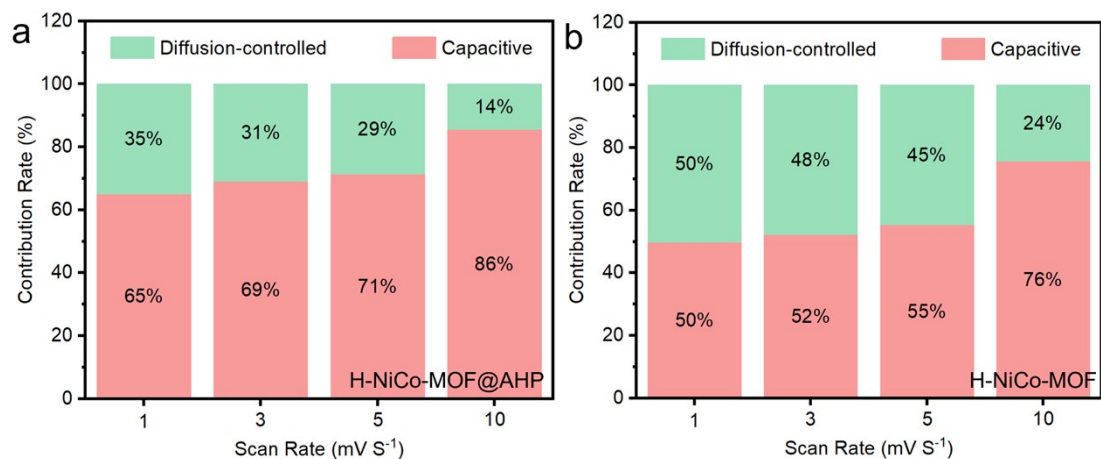 a
120
100
80
60
40
20
0
Contribution Rate (%)
Diffusion-controlled Capacitive
35% 31% 29% 14%
65% 69% 71% 86%
H-NiCo-MOF@AHP
1 3 5 10
Scan Rate (mV S⁻¹)
b
120
100
80
60
40
20
0
Contribution Rate (%)
Diffusion-controlled Capacitive
50% 48% 45% 24%
50% 52% 55% 76%
H-NiCo-MOF
1 3 5 10
Scan Rate (mV S⁻¹)